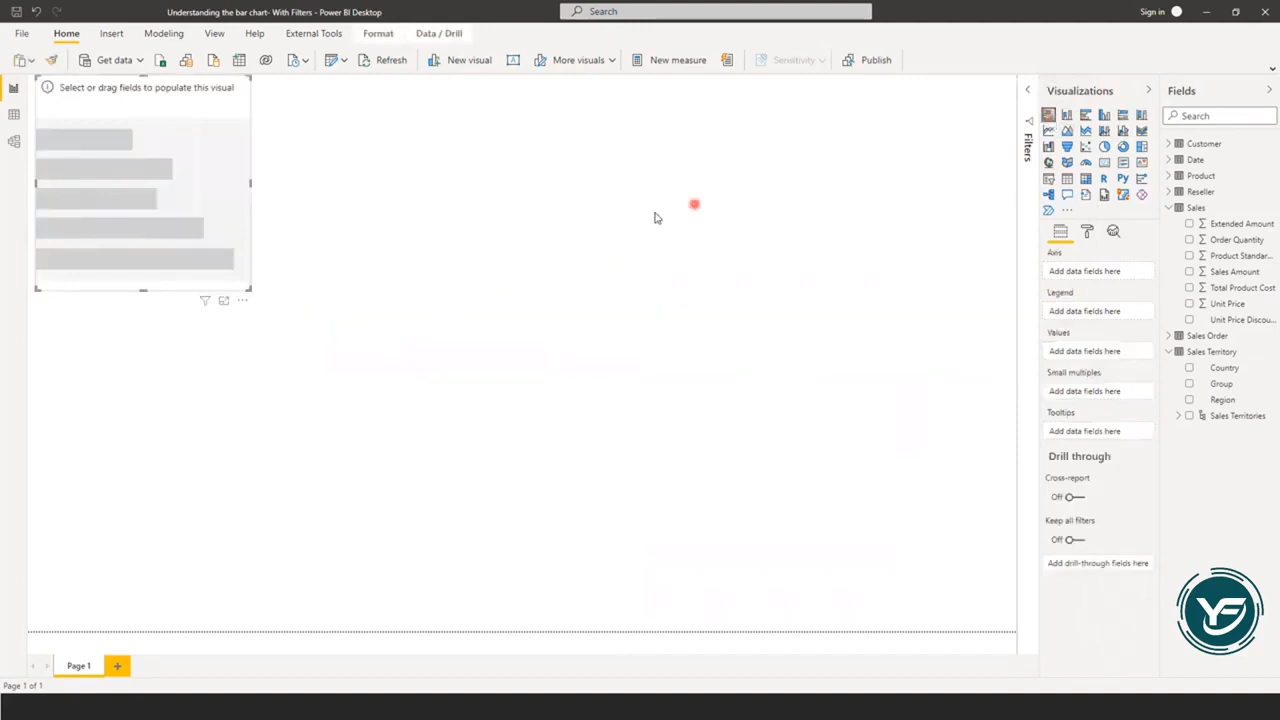 Understanding the bar chart- With Filters - Power BI Desktop
Search
Sign in
File
Home
Insert
Modeling
View
Help
External Tools
Format
Data / Drill
Get data
Refresh
New visual
More visuals
New measure
Sensitivity
Publish
Select or drag fields to populate this visual
Filters
Visualizations
R
Py
Axis
Add data fields here
Legend
Add data fields here
Values
Add data fields here
Small multiples
Add data fields here
Tooltips
Add data fields here
Drill through
Cross-report
Off
Keep all filters
Off
Add drill-through fields here
Fields
Search
Customer
Date
Product
Reseller
Sales
Extended Amount
Order Quantity
Product Standar...
Sales Amount
Total Product Cost
Unit Price
Unit Price Discou...
Sales Order
Sales Territory
Country
Group
Region
Sales Territories
YF
Page 1
Page 1 of 1